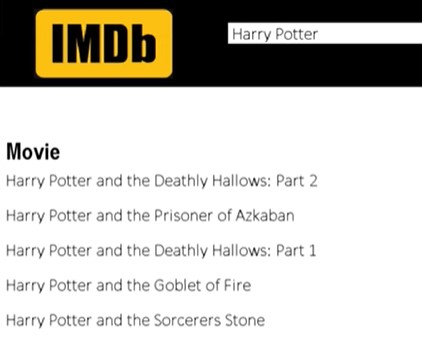 IMDb
Harry Potter
Movie
Harry Potter and the Deathly Hallows: Part 2
Harry Potter and the Prisoner of Azkaban
Harry Potter and the Deathly Hallows: Part 1
Harry Potter and the Goblet of Fire
Harry Potter and the Sorcerers Stone